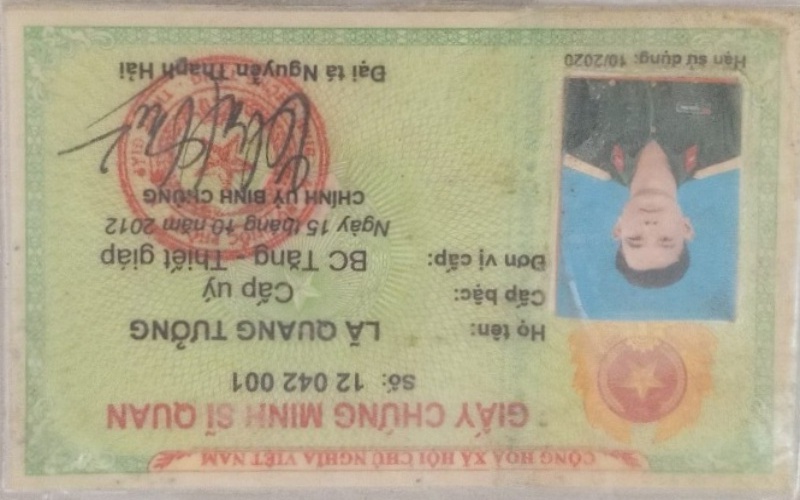 CỘNG HOÀ XÃ HỘI CHỦ NGHĨA VIỆT NAM
GIẤY CHỨNG MINH SĨ QUAN
Số: 12 042 001
Họ tên: LÃ QUANG TƯỞNG
Cấp bậc: Cấp uý
Đơn vị cấp: BC Tăng - Thiết giáp
Ngày 15 tháng 10 năm 2012
CHÍNH UỶ BINH CHỦNG
Đại tá Nguyễn Thanh Hải
Hạn sử dụng: 10/2020